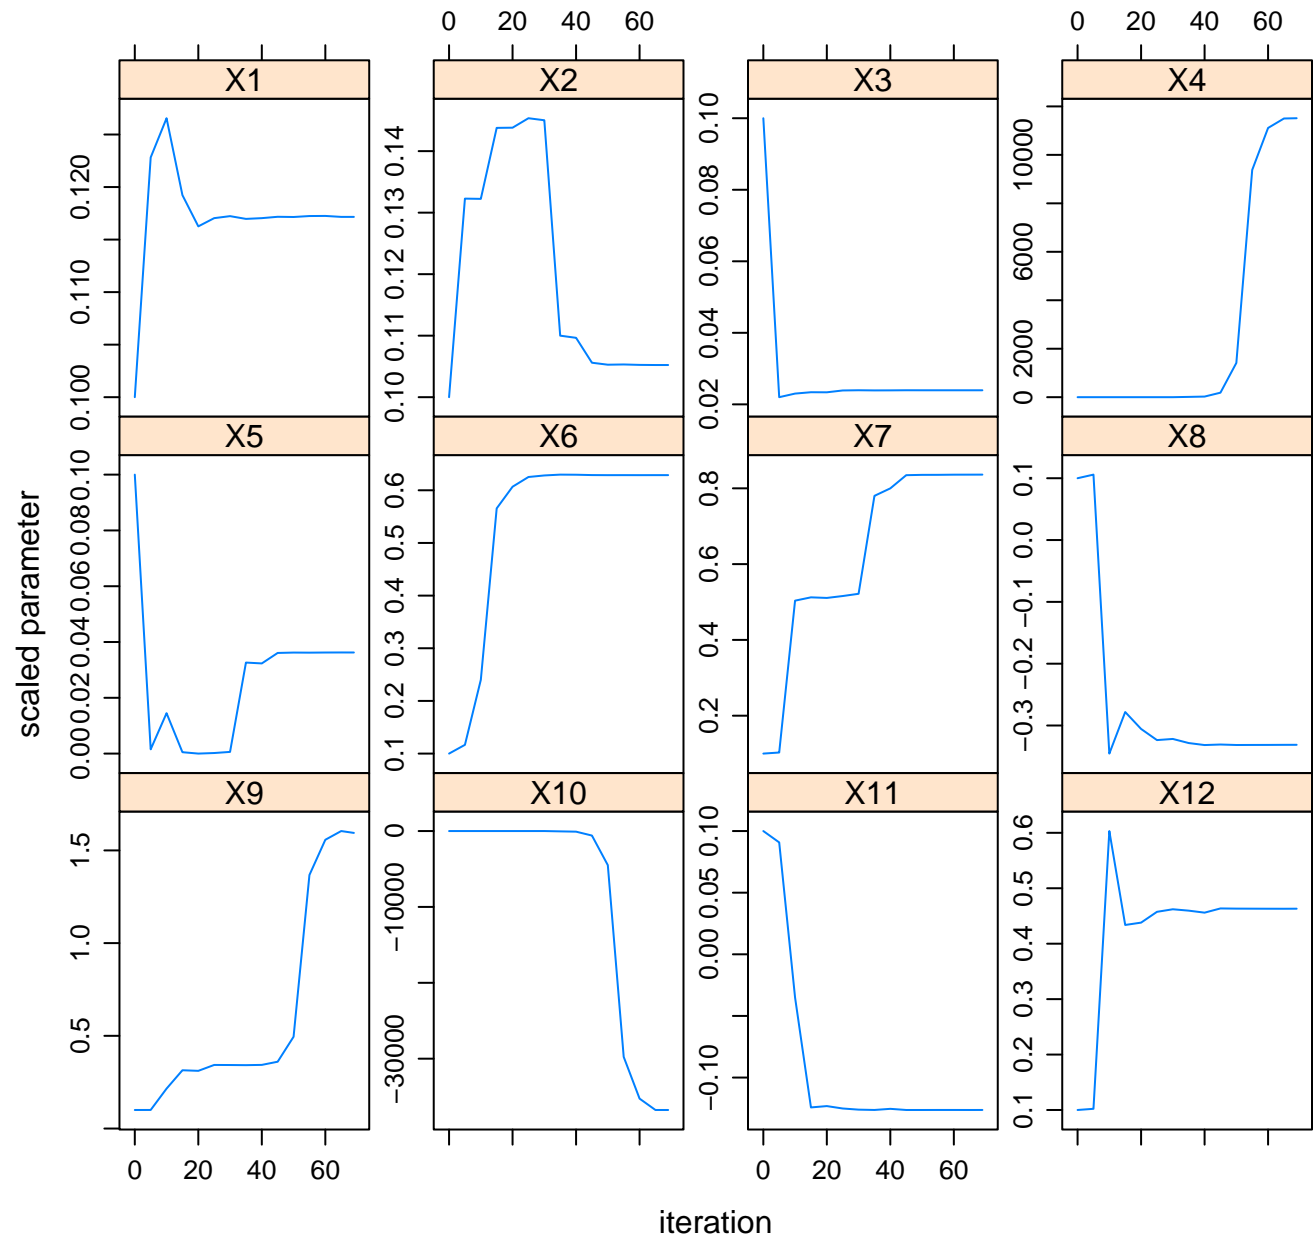 0 20 40 60 0 20 40 60
X1 X2 X3 X4
0.100 0.110 0.120
0.10 0.11 0.12 0.13 0.14
0.02 0.04 0.06 0.08 0.10
0 2000 6000 10000
X5 X6 X7 X8
0.00 0.02 0.04 0.06 0.08 0.10
0.1 0.2 0.3 0.4 0.5 0.6
0.2 0.4 0.6 0.8
−0.3 −0.2 −0.1 0.0 0.1
X9 X10 X11 X12
0.5 1.0 1.5
−30000 −10000 0
−0.10 0.00 0.05 0.10
0.1 0.2 0.3 0.4 0.5 0.6
0 20 40 60 0 20 40 60
scaled parameter
iteration